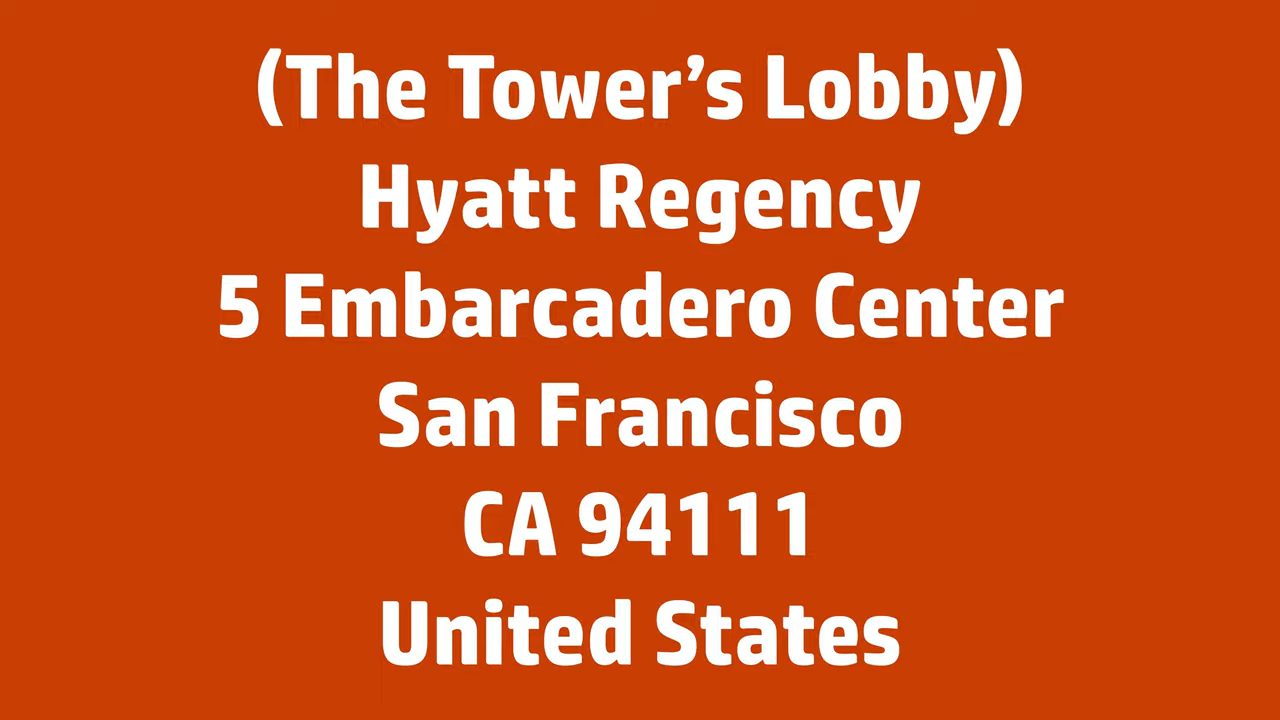 (The Tower’s Lobby)
Hyatt Regency
5 Embarcadero Center
San Francisco
CA 94111
United States